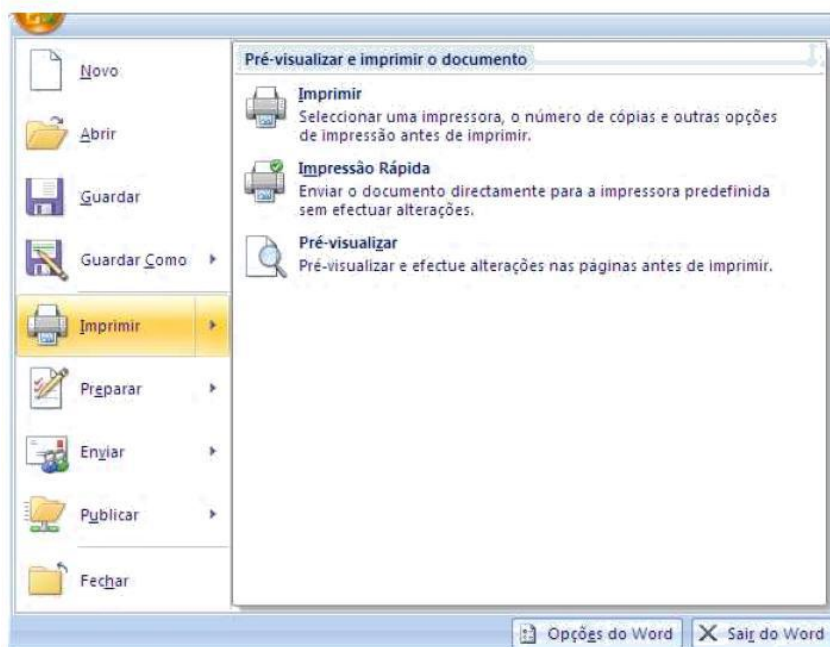 Novo
Abrir
Guardar
Guardar Como
Imprimir
Preparar
Enviar
Publicar
Fechar
Pré-visualizar e imprimir o documento
Imprimir
Seleccionar uma impressora, o número de cópias e outras opções
de impressão antes de imprimir.
Impressão Rápida
Enviar o documento directamente para a impressora predefinida
sem efectuar alterações.
Pré-visualizar
Pré-visualizar e efectue alterações nas páginas antes de imprimir.
Opções do Word
Sair do Word